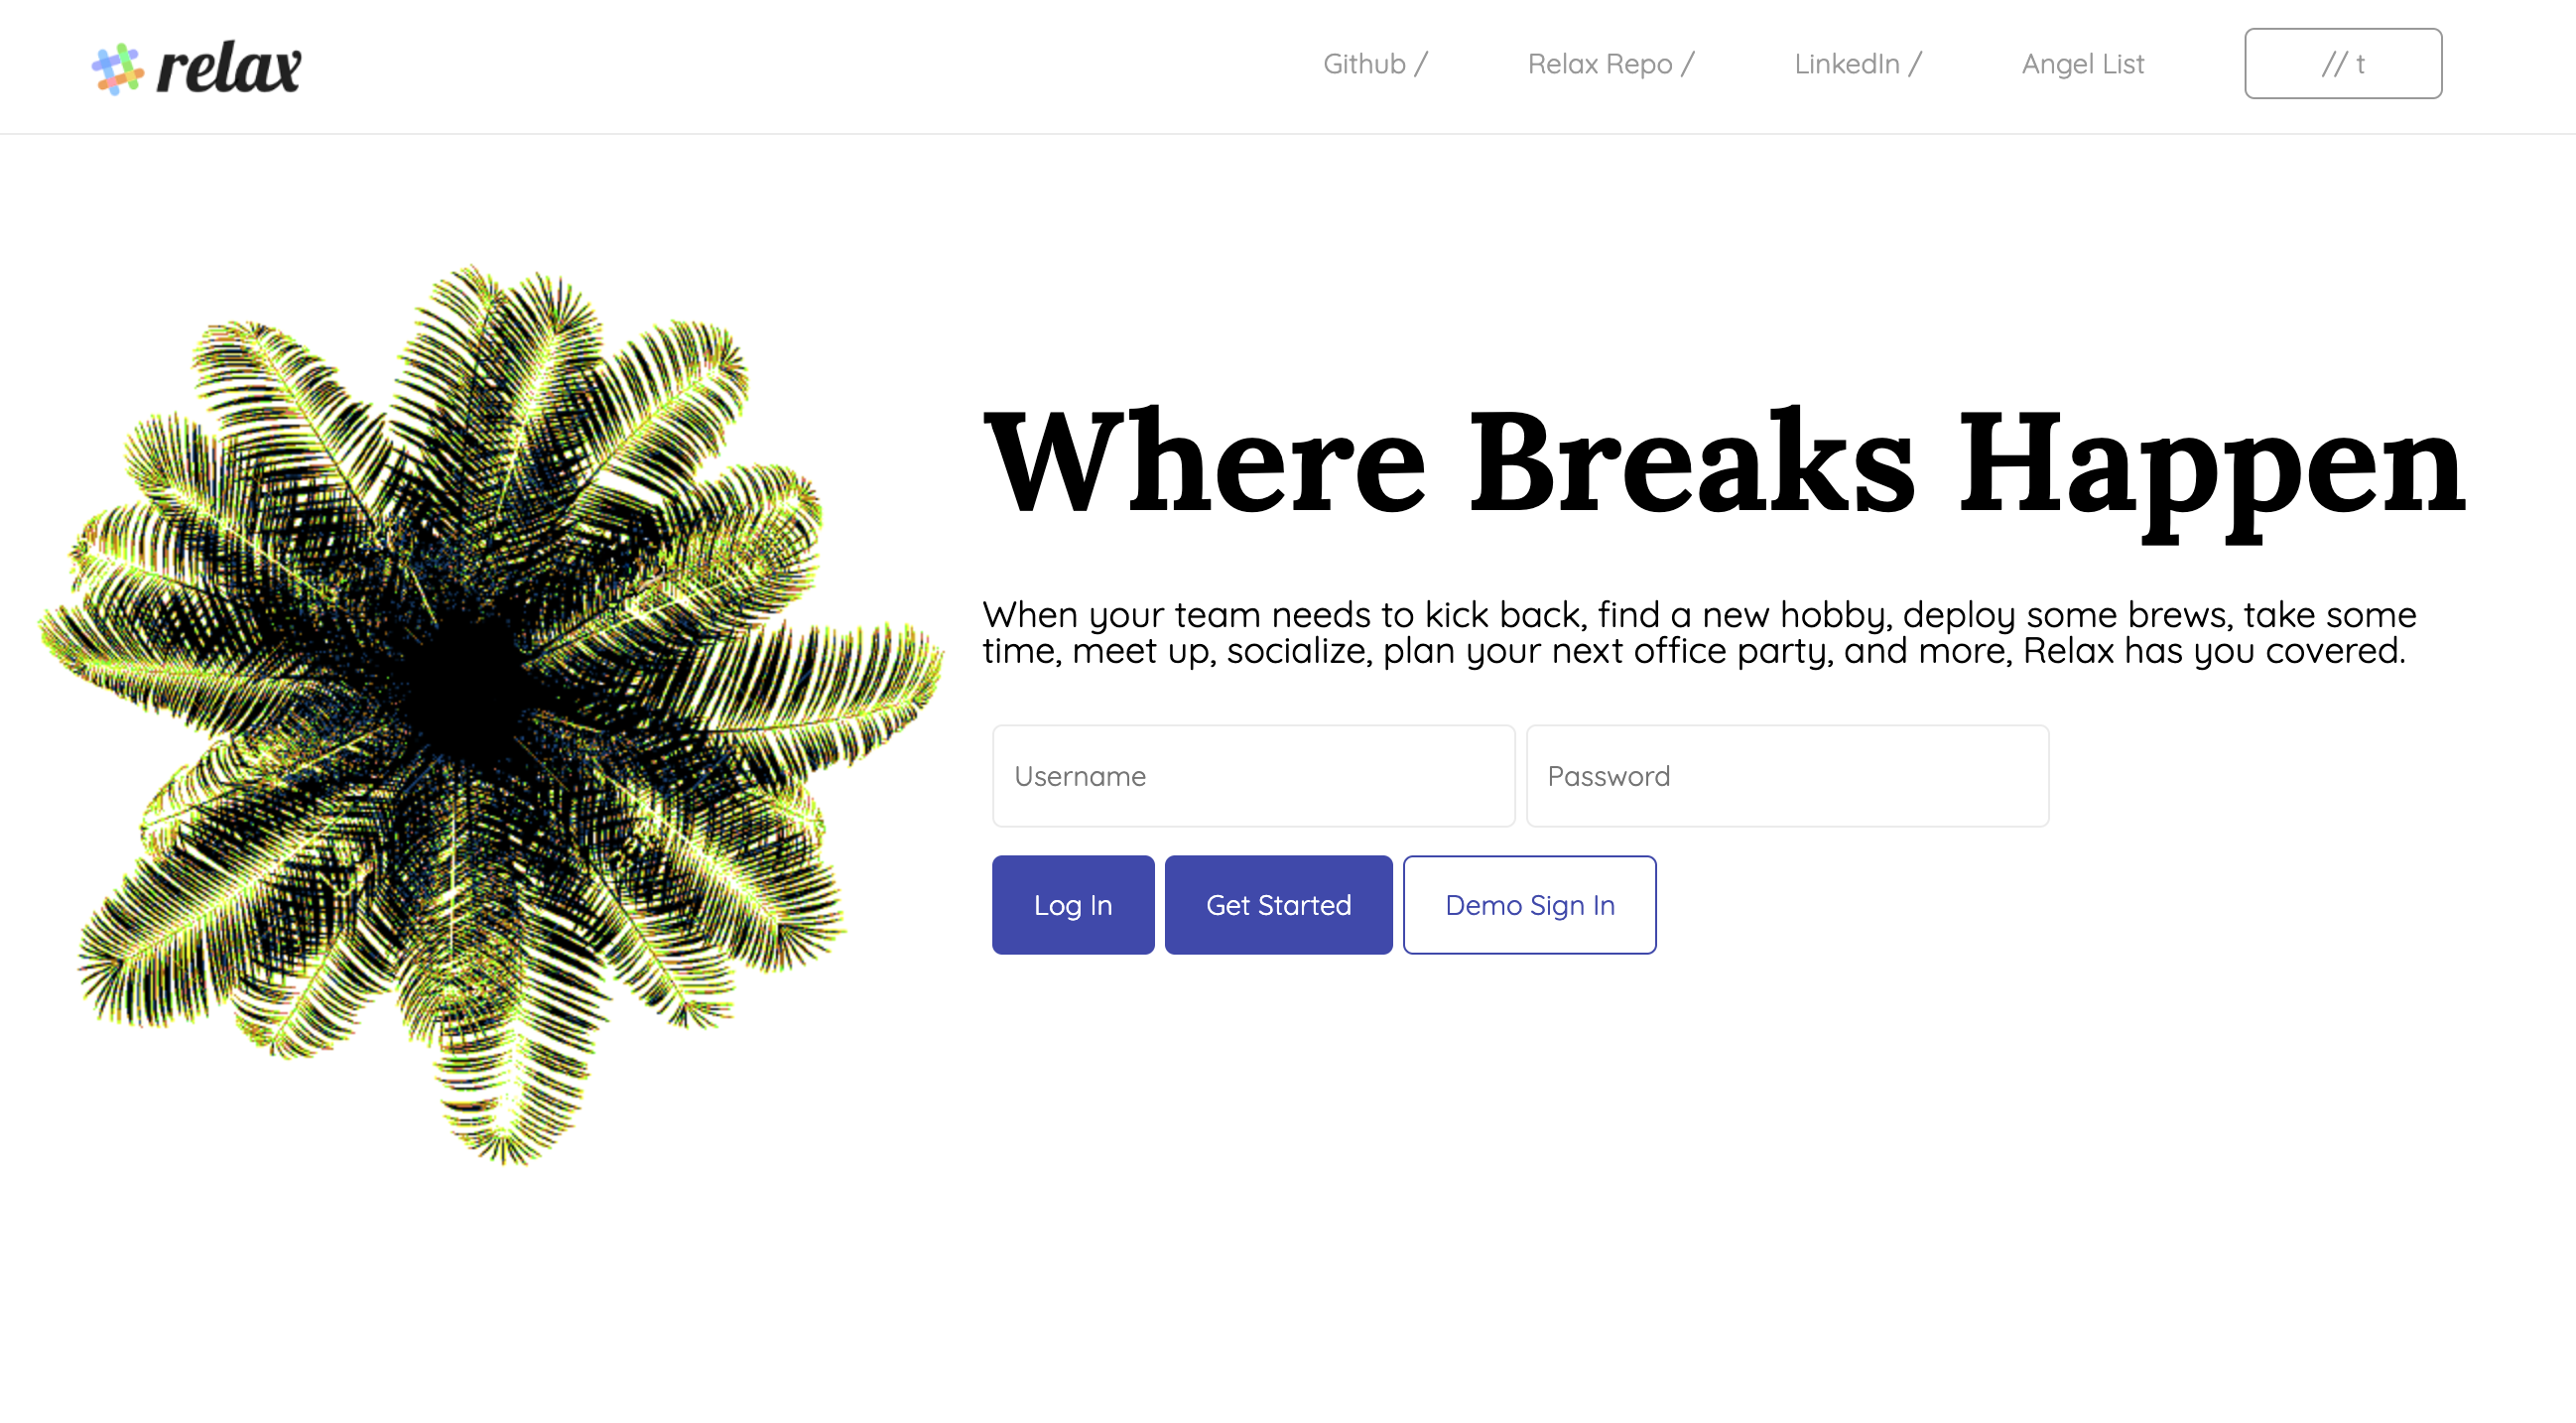 relax
Github /
Relax Repo /
LinkedIn /
Angel List
// t
Where Breaks Happen
When your team needs to kick back, find a new hobby, deploy some brews, take some
time, meet up, socialize, plan your next office party, and more, Relax has you covered.
Username
Password
Log In
Get Started
Demo Sign In